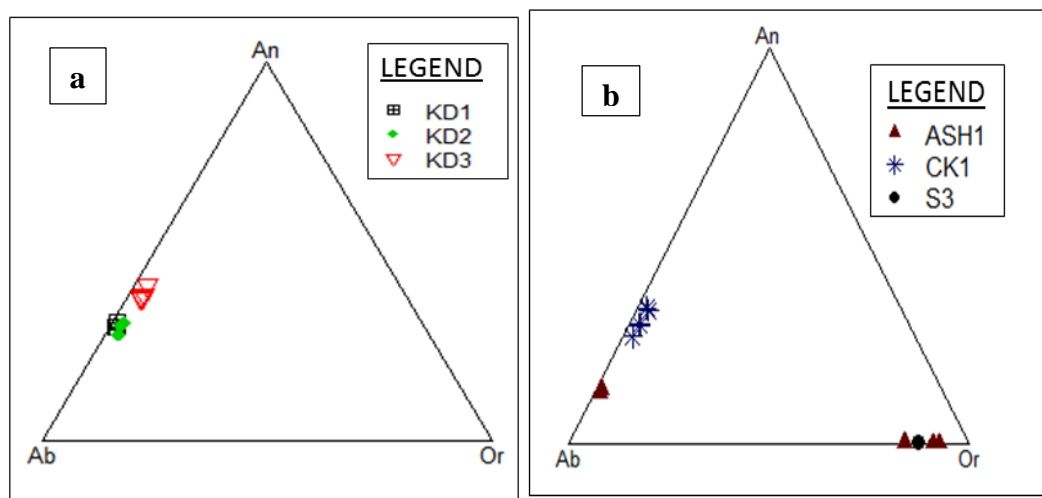 a
An
LEGEND
KD1
KD2
KD3
Ab
Or
b
An
LEGEND
ASH1
CK1
S3
Ab
Or